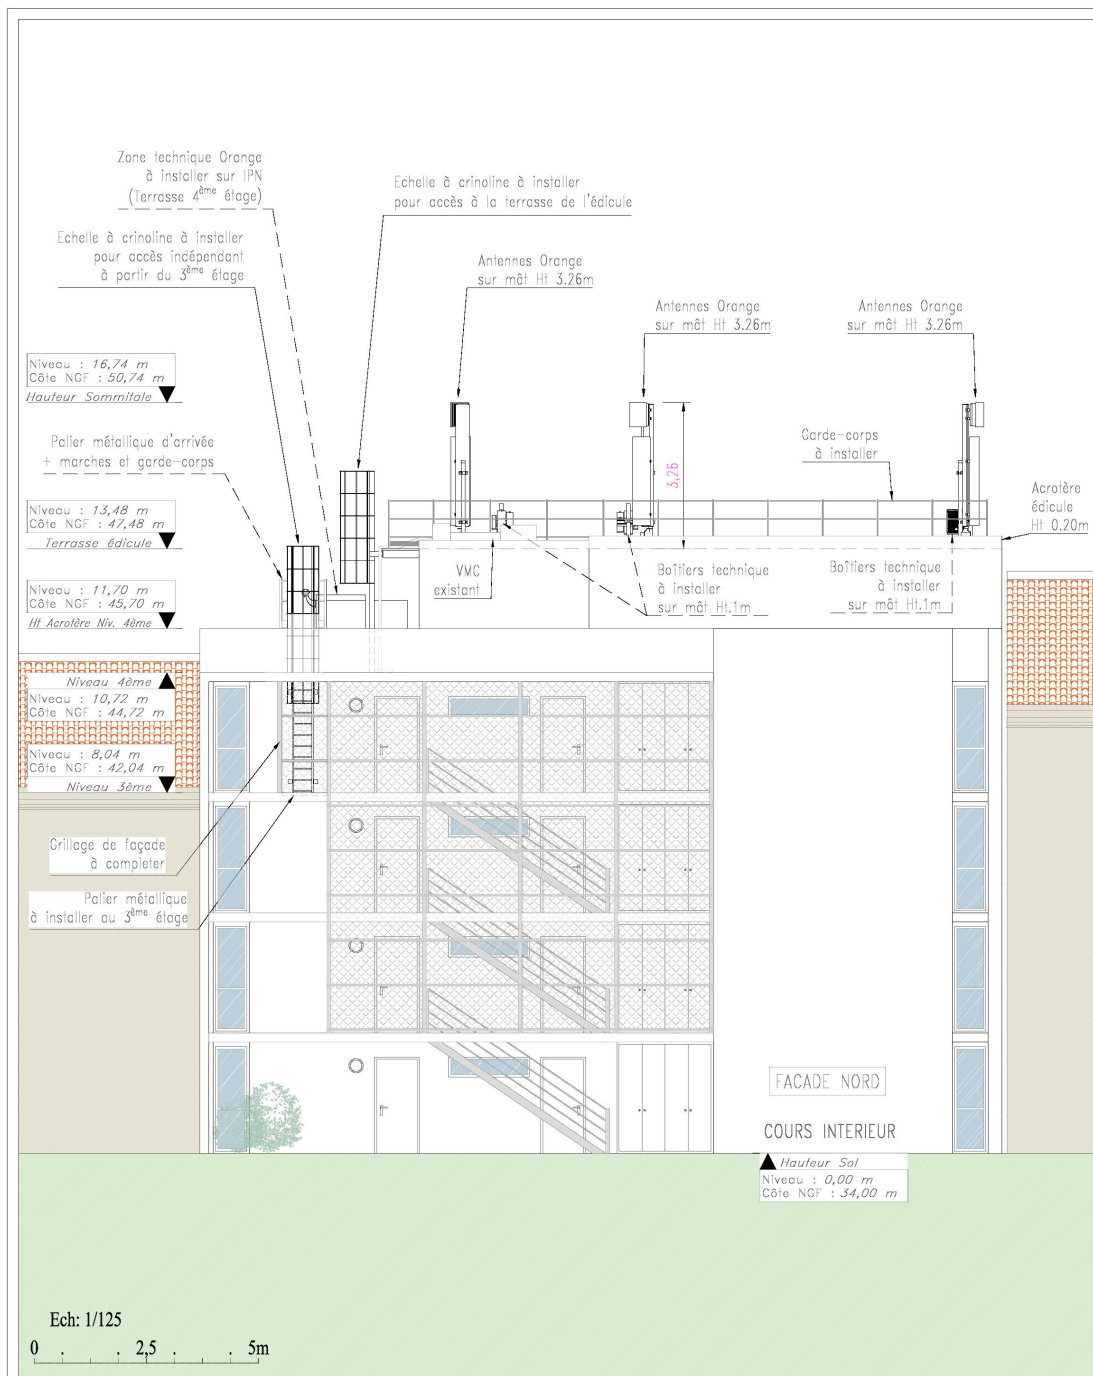 Zone technique Orange
à installer sur IPN
(Terrasse 4ème étage)
Echelle à crinoline à installer
pour accès à la terrasse de l'édicule
Echelle à crinoline à installer
pour accès indépendant
à partir du 3ème étage
Antennes Orange
sur mât Ht 3.26m
Antennes Orange
sur mât Ht 3.26m
Antennes Orange
sur mât Ht 3.26m
Niveau : 16,74 m
Côte NGF : 50,74 m
Hauteur Sommitale
Palier métallique d'arrivée
+ marches et garde-corps
3,26
Garde-corps
à installer
Acrotère
édicule
Ht 0.20m
Niveau : 13,48 m
Côte NGF : 47,48 m
Terrasse édicule
VMC
existant
Boîtiers technique
à installer
sur mât Ht.1m
Boîtiers technique
à installer
sur mât Ht.1m
Niveau : 11,70 m
Côte NGF : 45,70 m
Ht Acrotère Niv. 4ème
Niveau 4ème
Niveau : 10,72 m
Côte NGF : 44,72 m
Niveau : 8,04 m
Côte NGF : 42,04 m
Niveau 3ème
Grillage de façade
à completer
Palier métallique
à installer au 3ème étage
FACADE NORD
COURS INTERIEUR
Hauteur Sol
Niveau : 0,00 m
Côte NGF : 34,00 m
Ech: 1/125
0 . 2,5 . . 5m